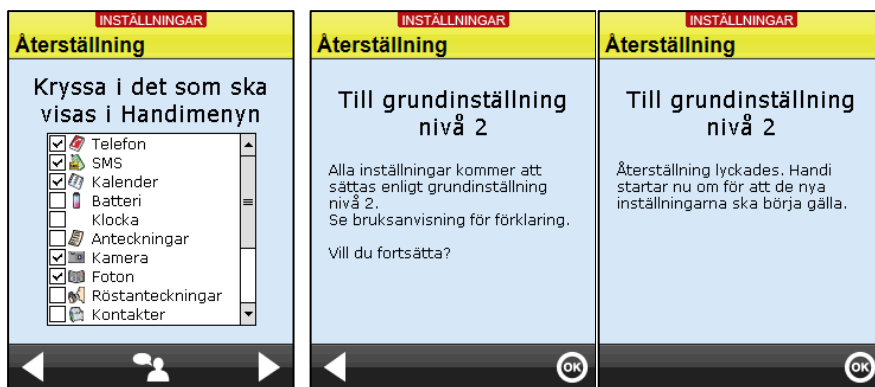 INSTÄLLNINGAR
Återställning
Kryssa i det som ska
visas i Handimenyn
Telefon
SMS
Kalender
Batteri
Klocka
Anteckningar
Kamera
Foton
Röstanteckningar
Kontakter
INSTÄLLNINGAR
Återställning
Till grundinställning
nivå 2
Alla inställningar kommer att
sättas enligt grundinställning
nivå 2.
Se bruksanvisning för förklaring.
Vill du fortsätta?
OK
INSTÄLLNINGAR
Återställning
Till grundinställning
nivå 2
Återställning lyckades. Handi
startar nu om för att de nya
inställningarna ska börja gälla.
OK